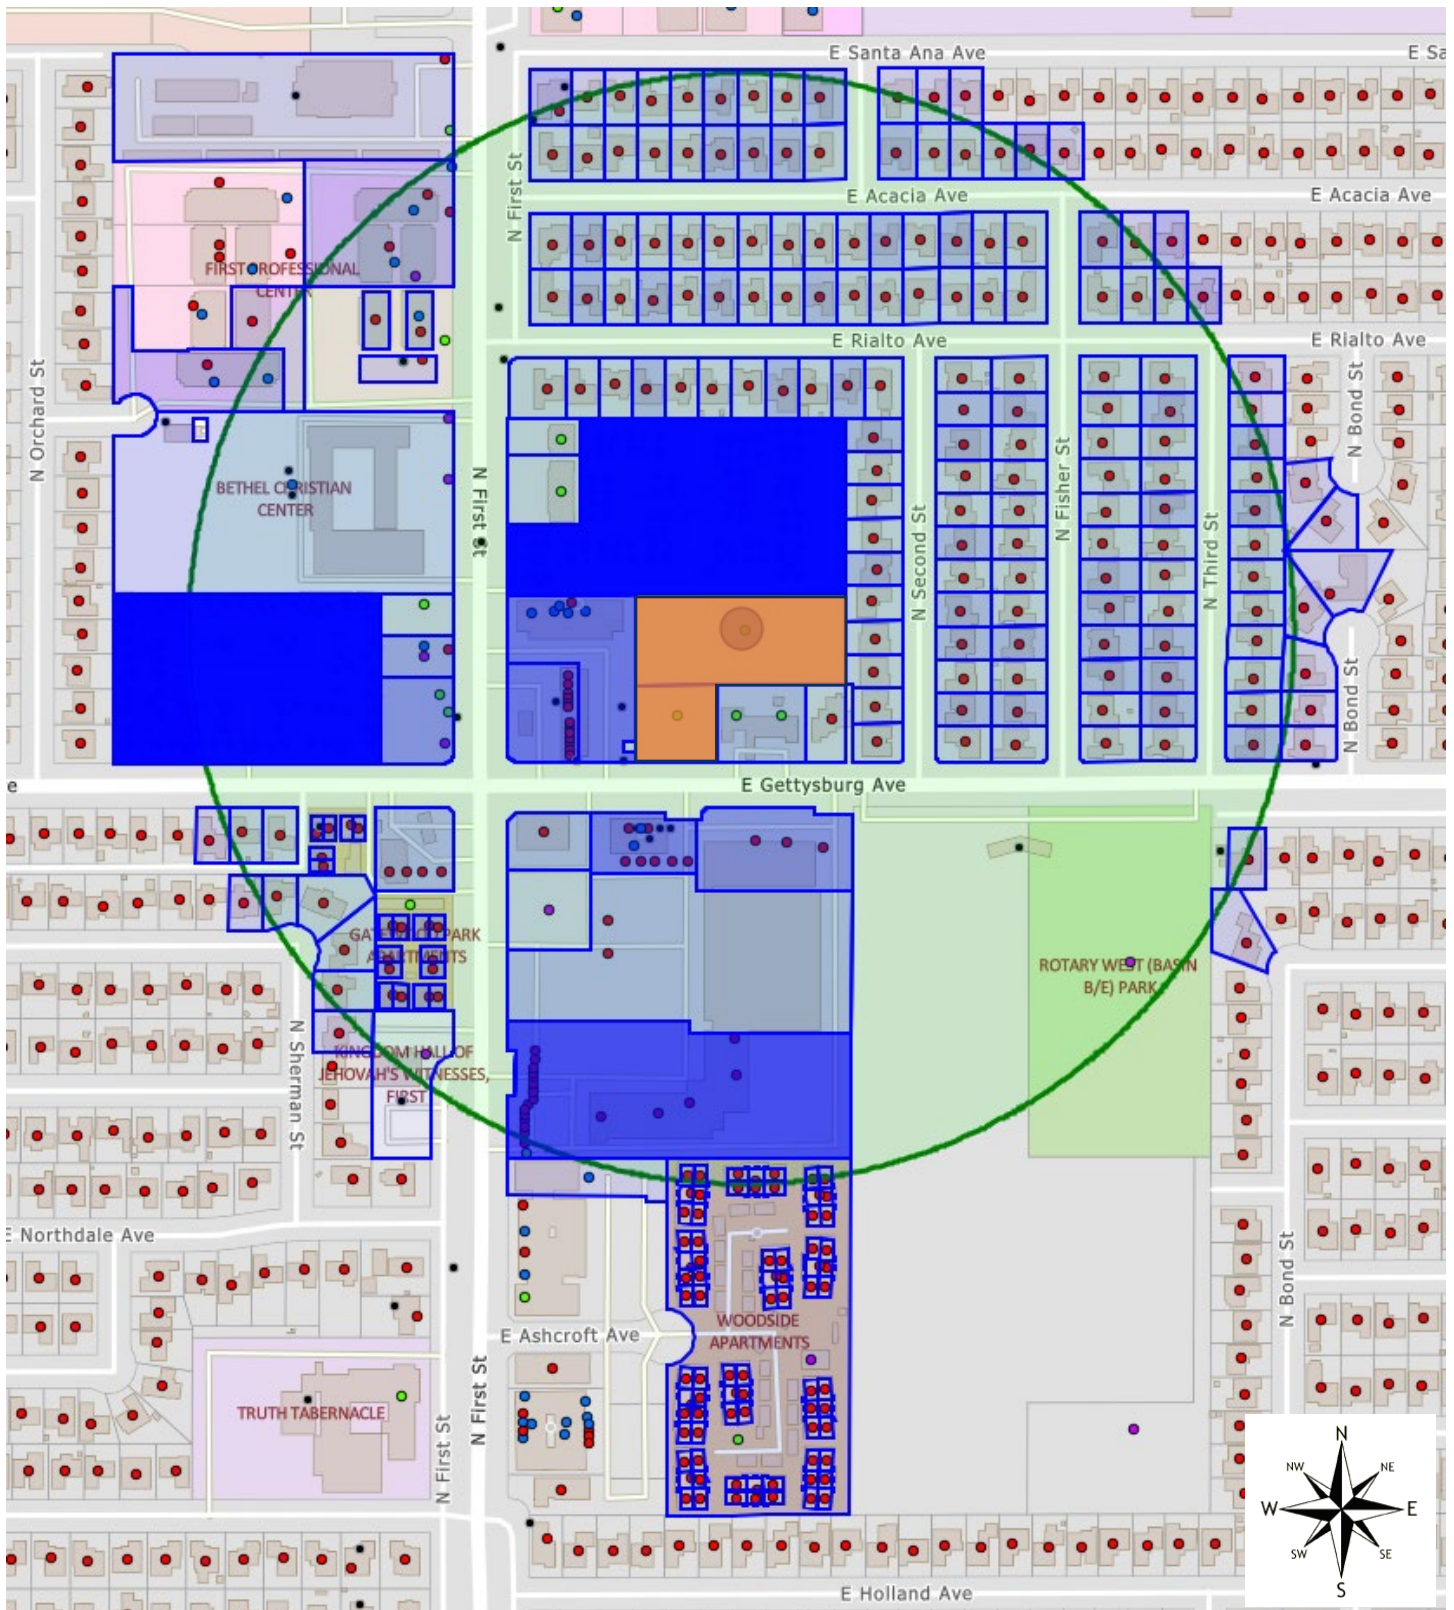 E Santa Ana Ave
E Sa
N First St
E Acacia Ave
E Acacia Ave
FIRST PROFESSIONAL
CENTER
E Rialto Ave
E Rialto Ave
N Orchard St
N Bond St
N Fisher St
N First St
BETHEL CHRISTIAN
CENTER
N Second St
N Third St
N Bond St
e
E Gettysburg Ave
GATEWOOD PARK
APARTMENTS
ROTARY WEST (BASIN
B/E) PARK
N Sherman St
KINGDOM HALL OF
JEHOVAH'S WITNESSES,
FIRST
E Northdale Ave
N Bond St
WOODSIDE
APARTMENTS
E Ashcroft Ave
N First St
TRUTH TABERNACLE
N First St
N
NW
NE
W
E
SW
SE
S
E Holland Ave